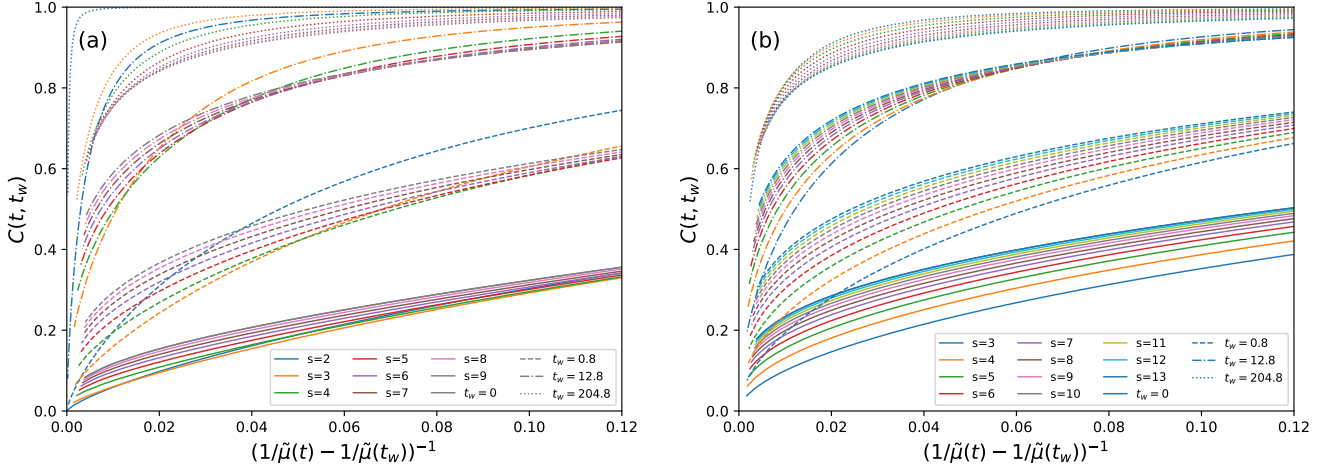 (a)
C(t, t_w)
1.0
0.8
0.6
0.4
0.2
0.0
s=2
s=3
s=4
s=5
s=6
s=7
s=8
s=9
t_w = 0
t_w = 0.8
t_w = 12.8
t_w = 204.8
0.00 0.02 0.04 0.06 0.08 0.10 0.12
(1/μ̃(t) − 1/μ̃(t_w))⁻¹
(b)
C(t, t_w)
1.0
0.8
0.6
0.4
0.2
0.0
s=3
s=4
s=5
s=6
s=7
s=8
s=9
s=10
s=11
s=12
s=13
t_w = 0
t_w = 0.8
t_w = 12.8
t_w = 204.8
0.00 0.02 0.04 0.06 0.08 0.10 0.12
(1/μ̃(t) − 1/μ̃(t_w))⁻¹